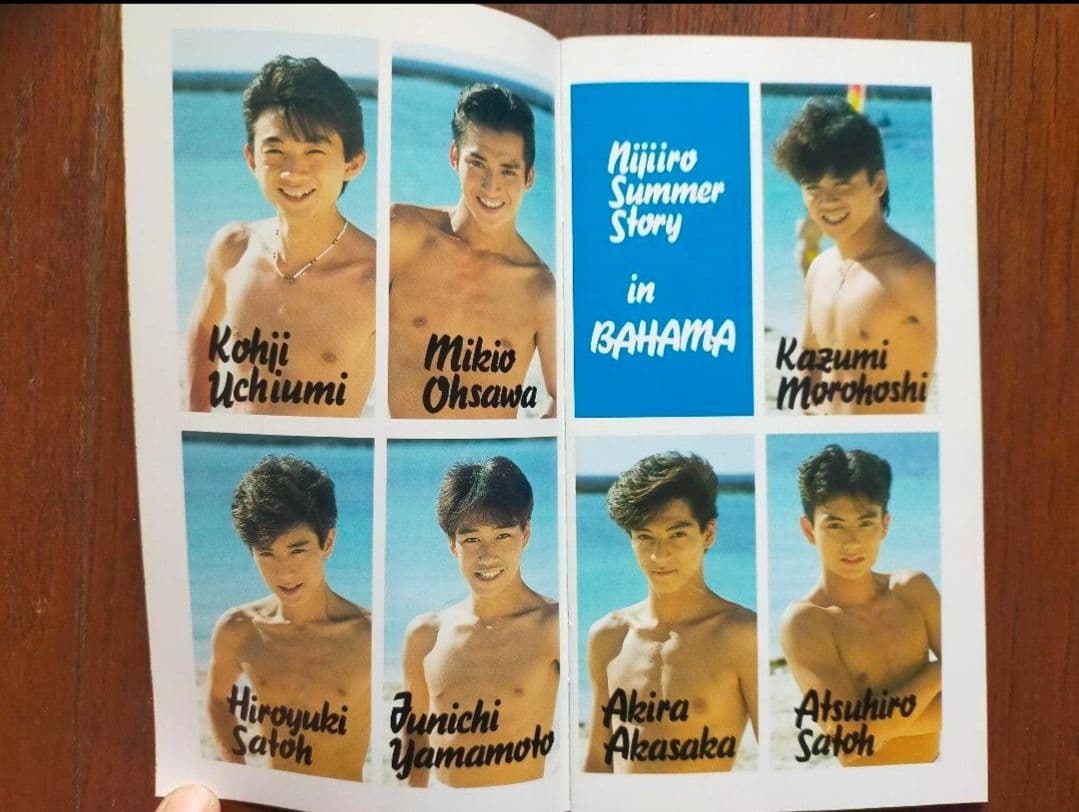 Kohji
Uchiumi
Mikio
Ohsawa
Nijiiro
Summer
Story
in
BAHAMA
Kazumi
Morohoshi
Hiroyuki
Satoh
Junichi
Yamamoto
Akira
Akasaka
Atsuhiro
Satoh